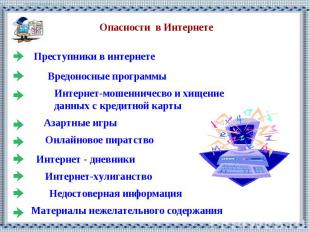 Опасности в Интернете
Преступники в интернете
Вредоносные программы
Интернет-мошенничесво и хищение
данных с кредитной карты
Азартные игры
Онлайновое пиратство
Интернет - дневники
Интернет-хулиганство
Недостоверная информация
Материалы нежелательного содержания